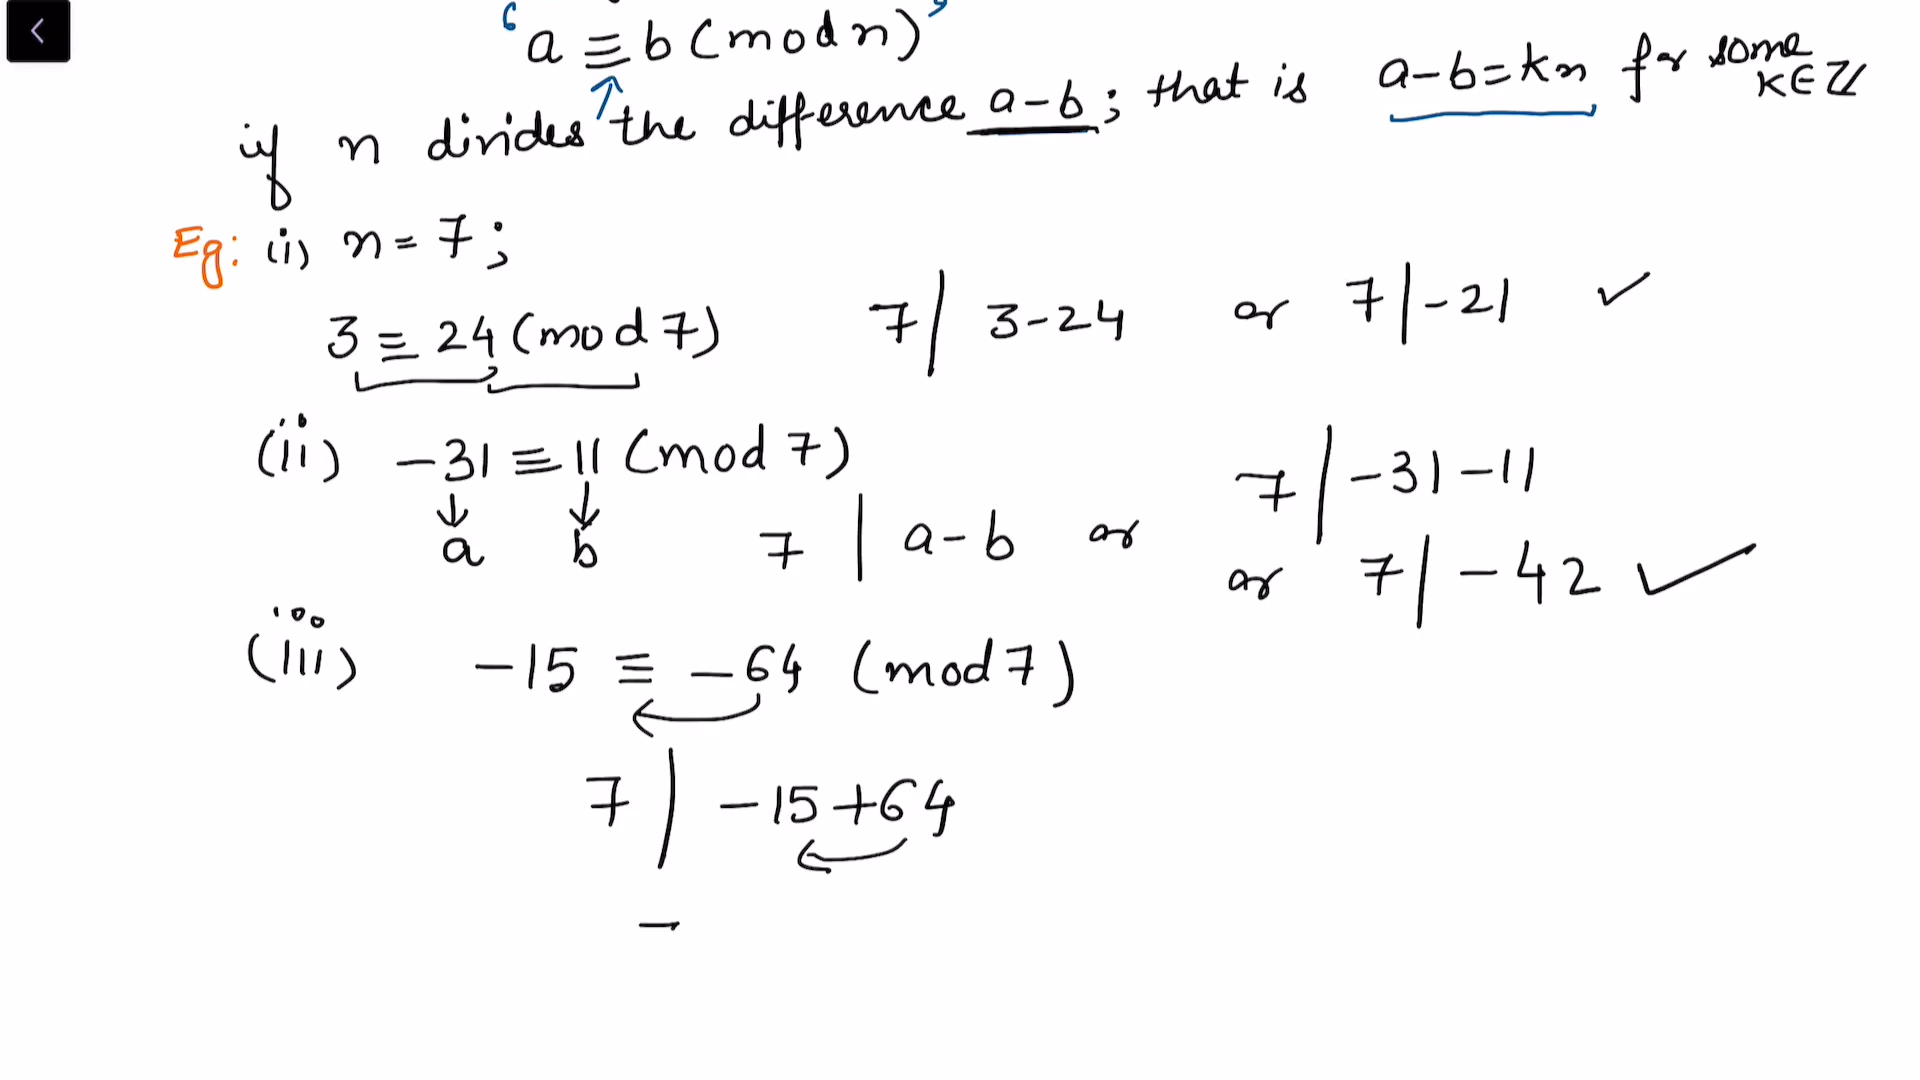 ‘a ≡ b (mod n)’
if n divides the difference a-b; that is a-b=kn for some k∈ℤ
Eg: (i) n = 7;
3 ≡ 24 (mod 7) 7 | 3-24 or 7 | -21 ✓
(ii) -31 ≡ 11 (mod 7) 7 | -31-11
a b 7 | a-b or
or 7 | -42 ✓
(iii) -15 ≡ -64 (mod 7)
7 | -15+64